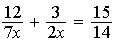 12/7x + 3/2x = 15/14